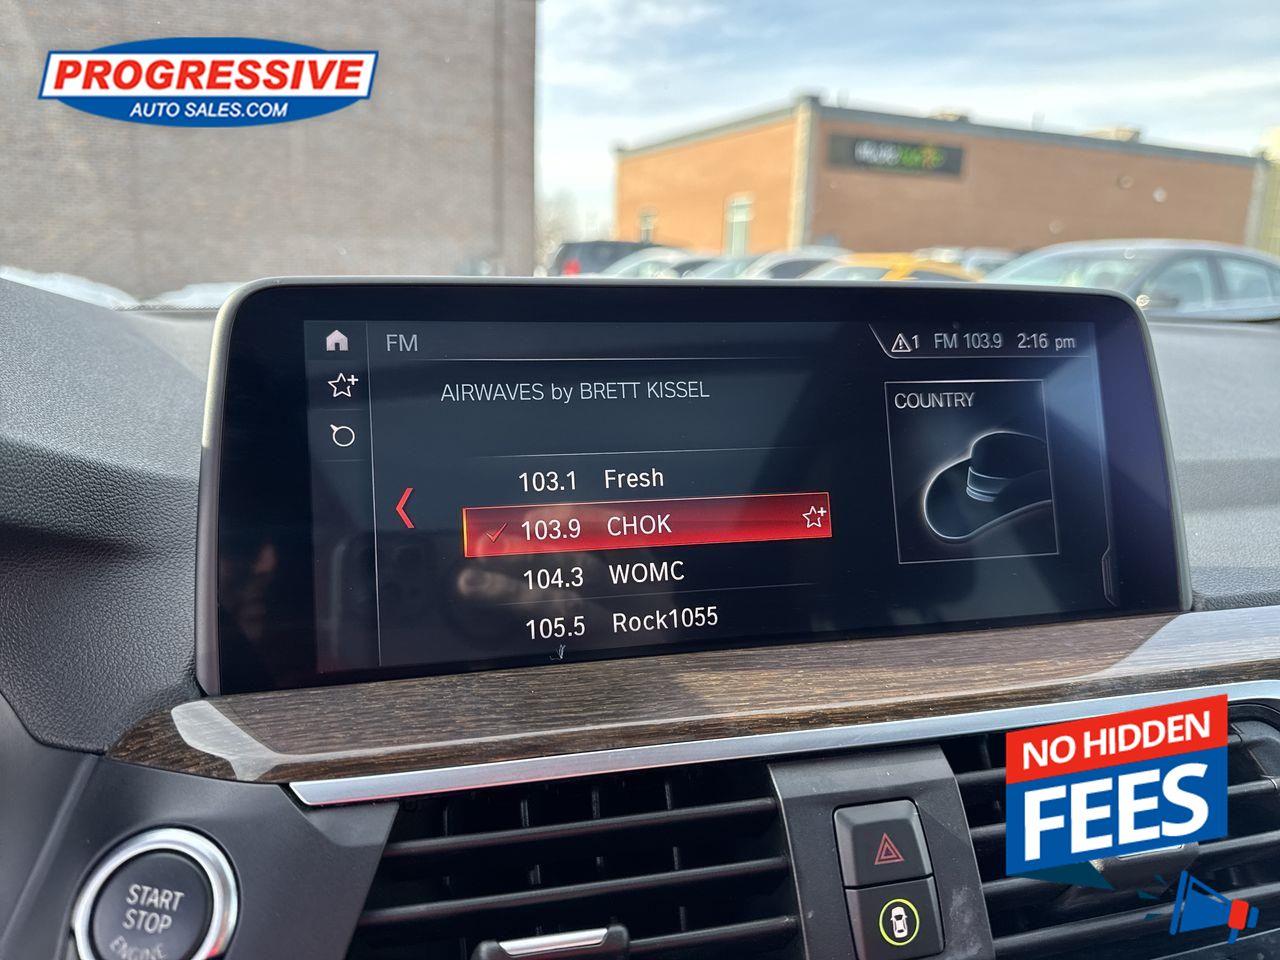 PROGRESSIVE
AUTO SALES.COM
FM
1 FM 103.9 2:16 pm
AIRWAVES by BRETT KISSEL
COUNTRY
103.1 Fresh
103.9 CHOK
104.3 WOMC
105.5 Rock1055
NO HIDDEN
FEES
START
STOP
ENGINE